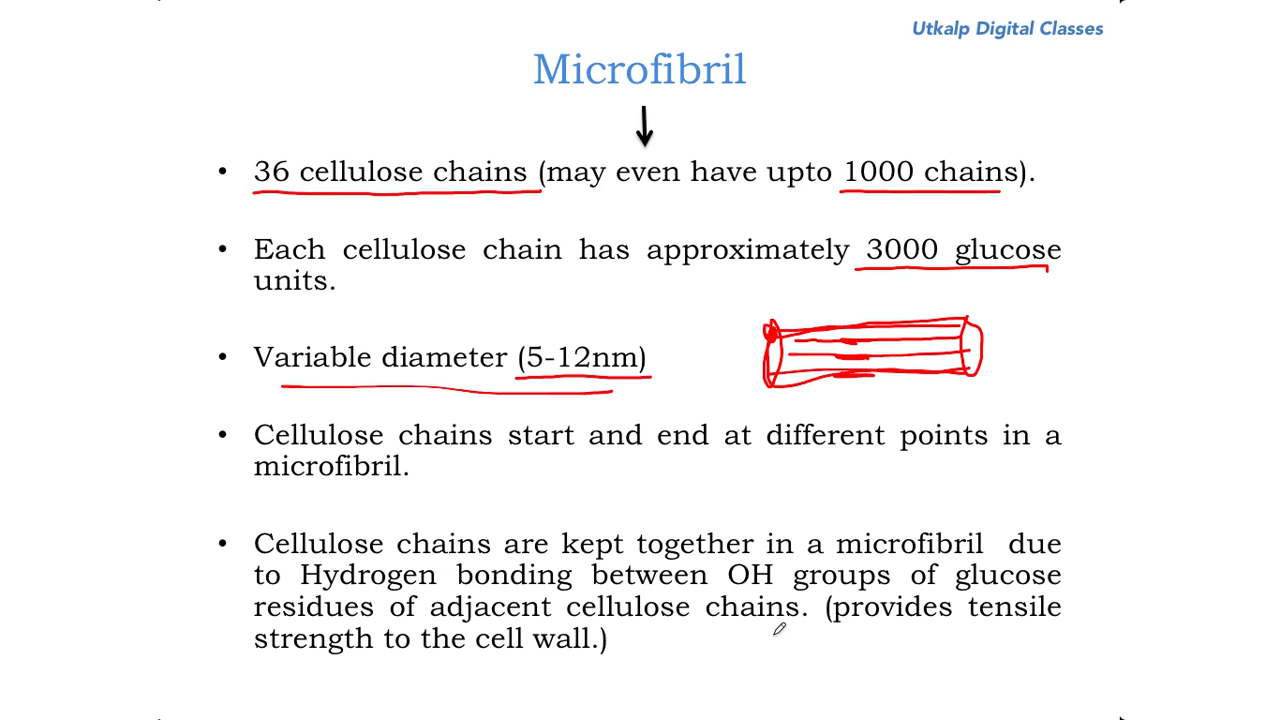 Utkalp Digital Classes
Microfibril
• 36 cellulose chains (may even have upto 1000 chains).
• Each cellulose chain has approximately 3000 glucose
units.
• Variable diameter (5-12nm)
• Cellulose chains start and end at different points in a
microfibril.
• Cellulose chains are kept together in a microfibril due
to Hydrogen bonding between OH groups of glucose
residues of adjacent cellulose chains. (provides tensile
strength to the cell wall.)